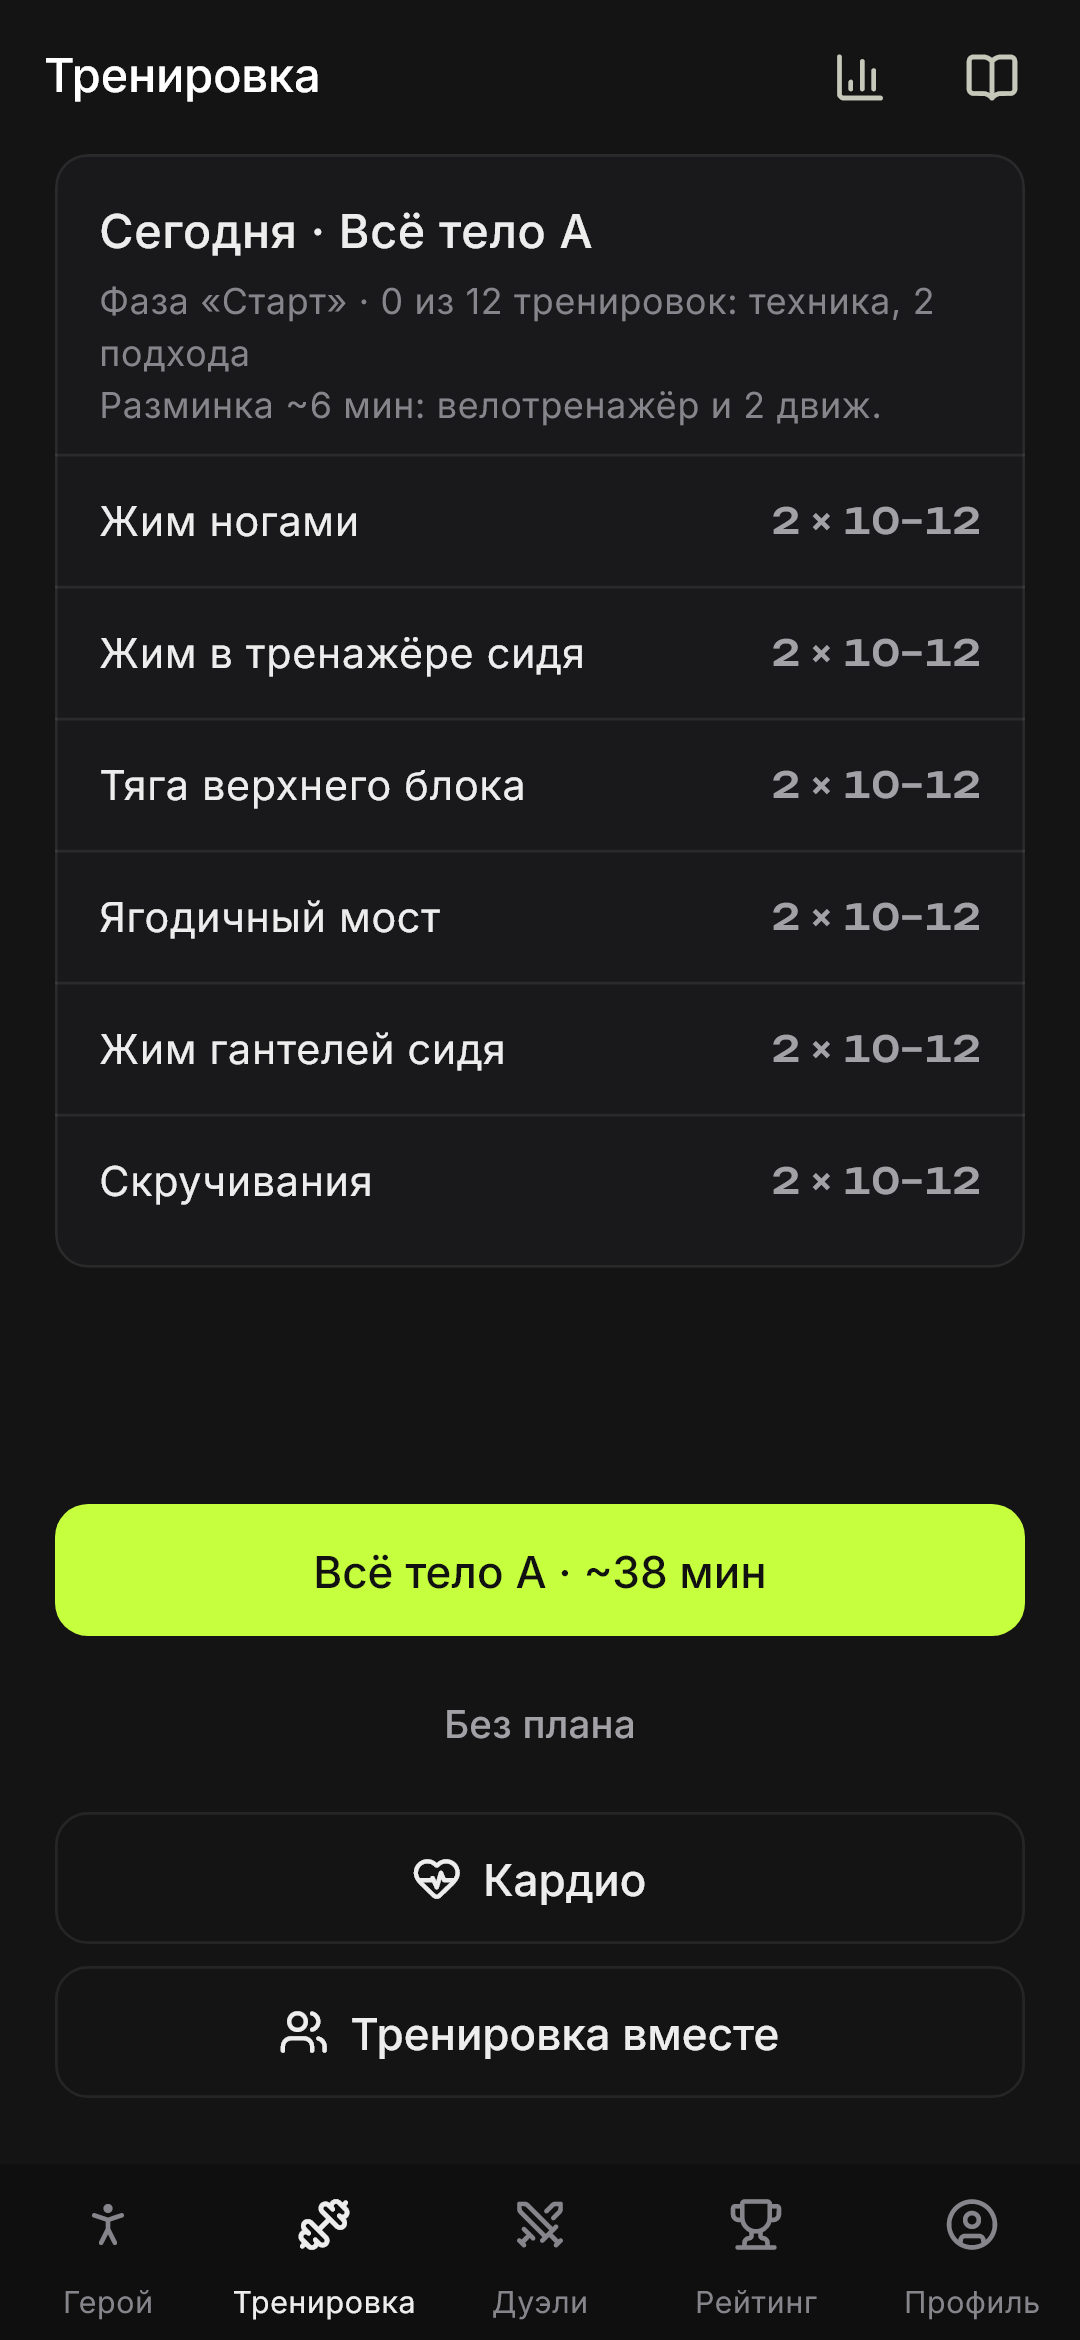 Тренировка
Сегодня · Всё тело А
Фаза «Старт» · 0 из 12 тренировок: техника, 2
подхода
Разминка ~6 мин: велотренажёр и 2 движ.
Жим ногами 2 × 10–12
Жим в тренажёре сидя 2 × 10–12
Тяга верхнего блока 2 × 10–12
Ягодичный мост 2 × 10–12
Жим гантелей сидя 2 × 10–12
Скручивания 2 × 10–12
Всё тело А · ~38 мин
Без плана
Кардио
Тренировка вместе
Герой Тренировка Дуэли Рейтинг Профиль